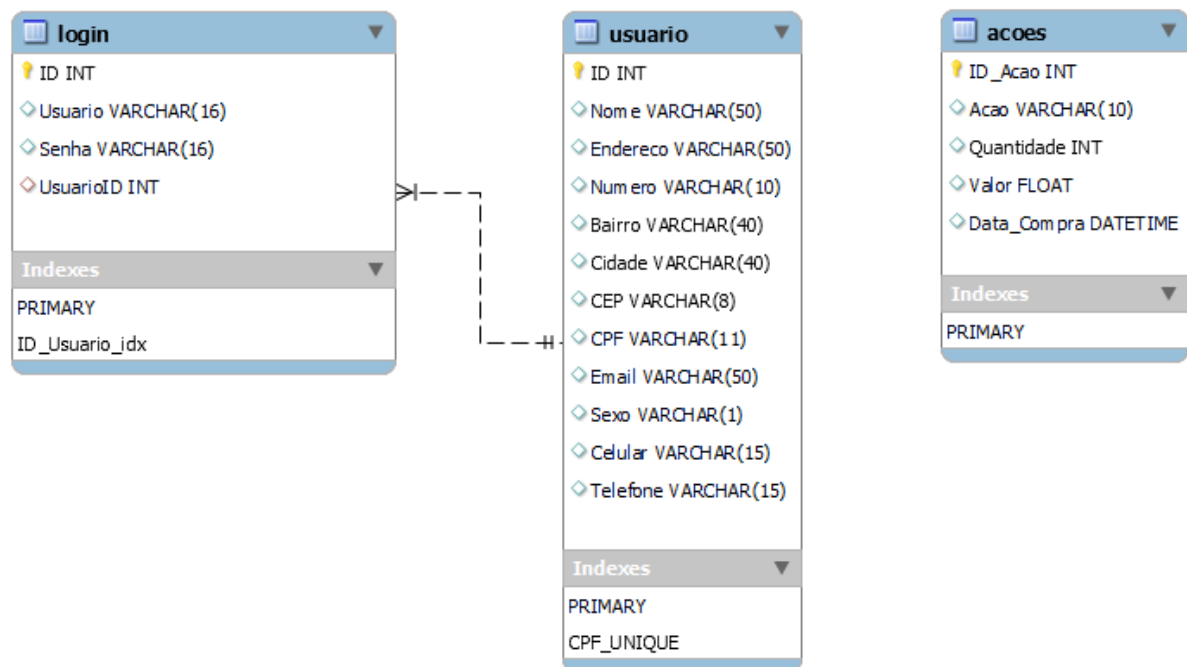 login
ID INT
Usuario VARCHAR(16)
Senha VARCHAR(16)
UsuarioID INT
Indexes
PRIMARY
ID_Usuario_idx
usuario
ID INT
Nome VARCHAR(50)
Endereco VARCHAR(50)
Numero VARCHAR(10)
Bairro VARCHAR(40)
Cidade VARCHAR(40)
CEP VARCHAR(8)
CPF VARCHAR(11)
Email VARCHAR(50)
Sexo VARCHAR(1)
Celular VARCHAR(15)
Telefone VARCHAR(15)
Indexes
PRIMARY
CPF_UNIQUE
acoes
ID_Acao INT
Acao VARCHAR(10)
Quantidade INT
Valor FLOAT
Data_Compra DATETIME
Indexes
PRIMARY